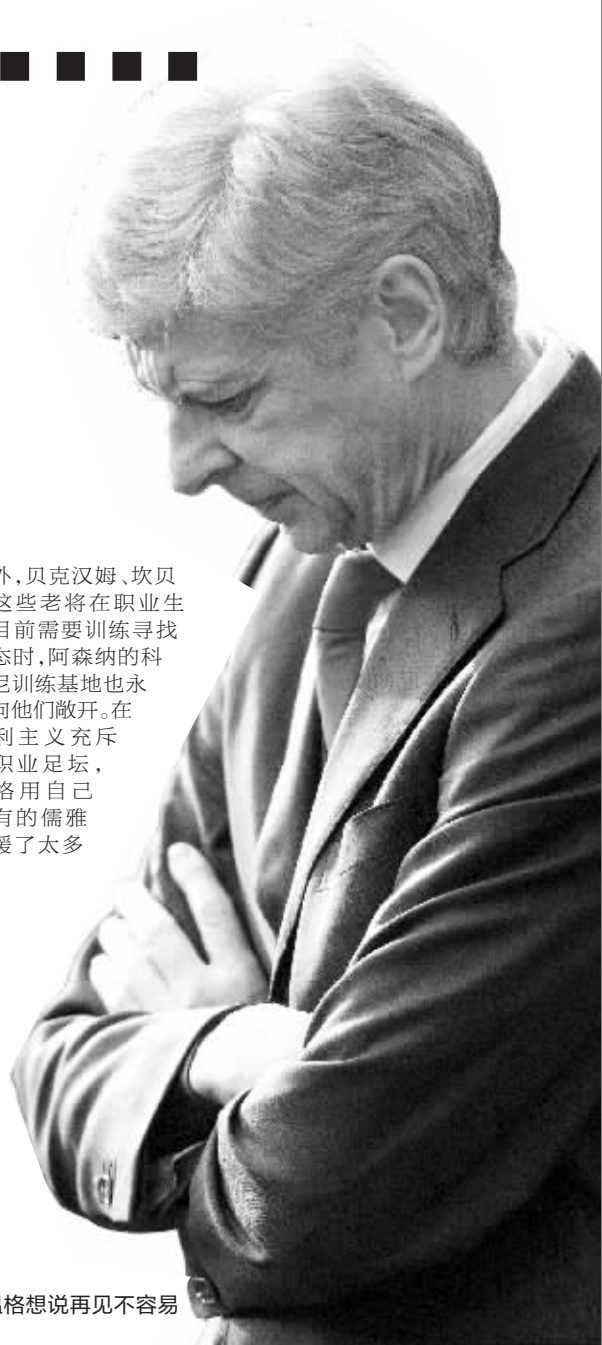 外，贝克汉姆、坎贝
这些老将在职业生
目前需要训练寻找
态时，阿森纳的科
尼训练基地也永
向他们敞开。在
利主义充斥
职业足坛，
格用自己
有的儒雅
暖了太多
温格想说再见不容易